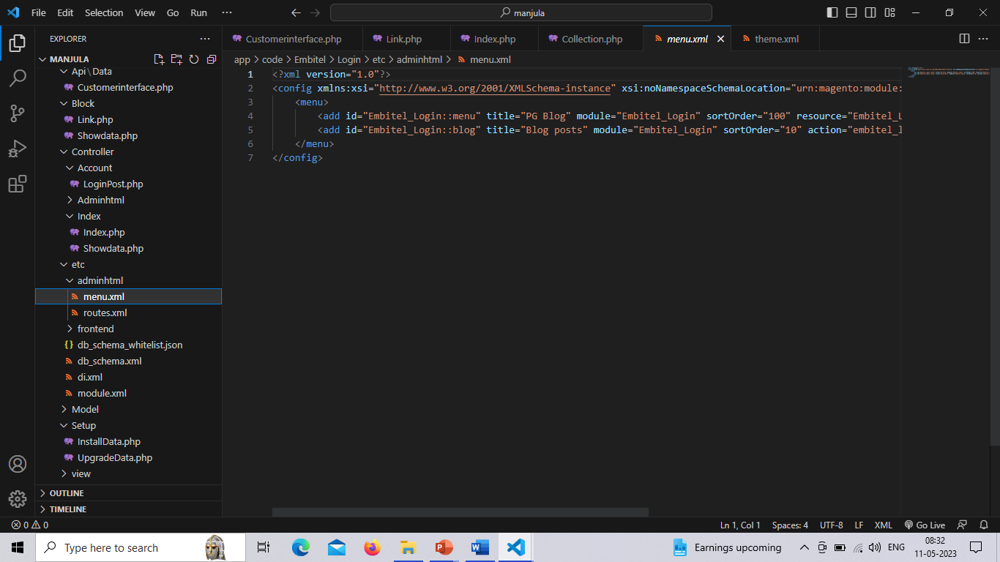 File Edit Selection View Go Run ··· manjula
EXPLORER ···
MANJULA
Api\Data
Customerinterface.php
Block
Link.php
Showdata.php
Controller
Account
LoginPost.php
Adminhtml
Index
Index.php
Showdata.php
etc
adminhtml
menu.xml
routes.xml
frontend
db_schema_whitelist.json
db_schema.xml
di.xml
module.xml
Model
Setup
InstallData.php
UpgradeData.php
view
OUTLINE
TIMELINE
Customerinterface.php Link.php Index.php Collection.php menu.xml theme.xml ···
app > code > Embitel > Login > etc > adminhtml > menu.xml
1 <?xml version="1.0"?>
2 <config xmlns:xsi="http://www.w3.org/2001/XMLSchema-instance" xsi:noNamespaceSchemaLocation="urn:magento:module:
3 <menu>
4 <add id="Embitel_Login::menu" title="PG Blog" module="Embitel_Login" sortOrder="100" resource="Embitel_L
5 <add id="Embitel_Login::blog" title="Blog posts" module="Embitel_Login" sortOrder="10" action="embitel_l
6 </menu>
7 </config>
0 0 Ln 1, Col 1 Spaces: 4 UTF-8 LF XML Go Live
Type here to search Earnings upcoming ENG 08:32
11-05-2023